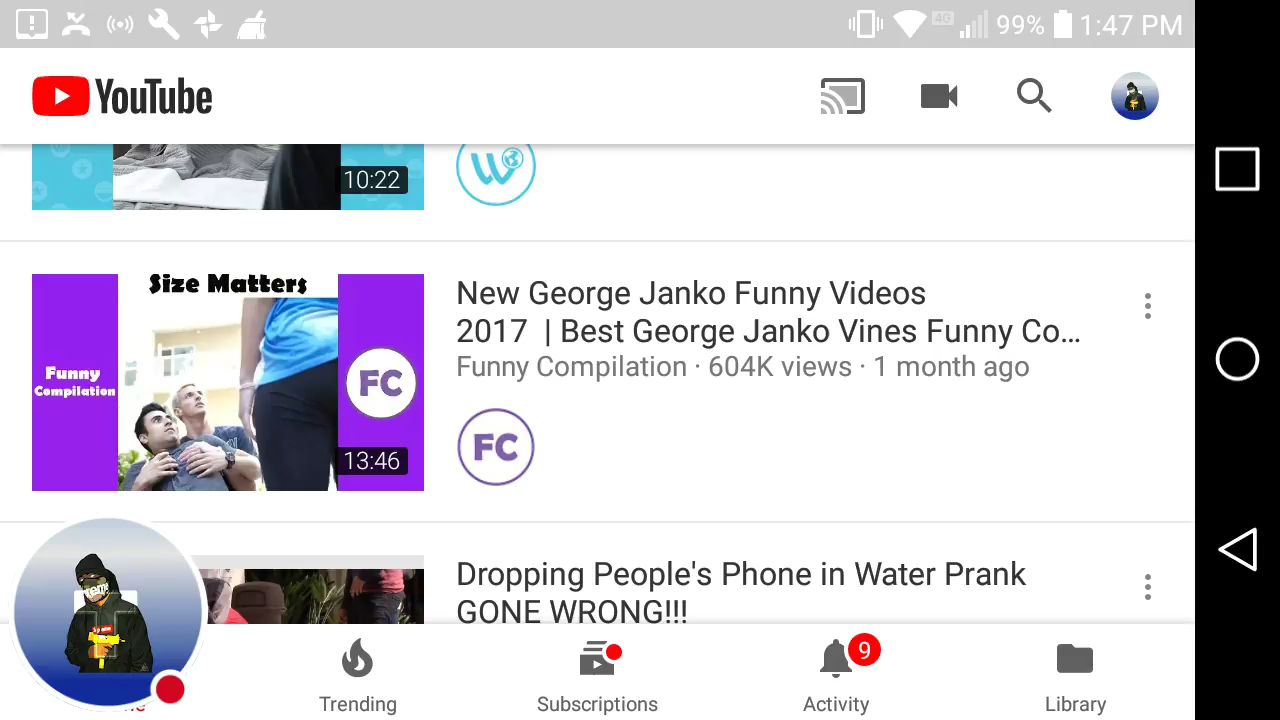 4G 99% 1:47 PM
YouTube
10:22
W
Size Matters
Funny
Compilation
FC
13:46
New George Janko Funny Videos
2017 | Best George Janko Vines Funny Co...
Funny Compilation · 604K views · 1 month ago
FC
Dropping People's Phone in Water Prank
GONE WRONG!!!
Trending
Subscriptions
9
Activity
Library